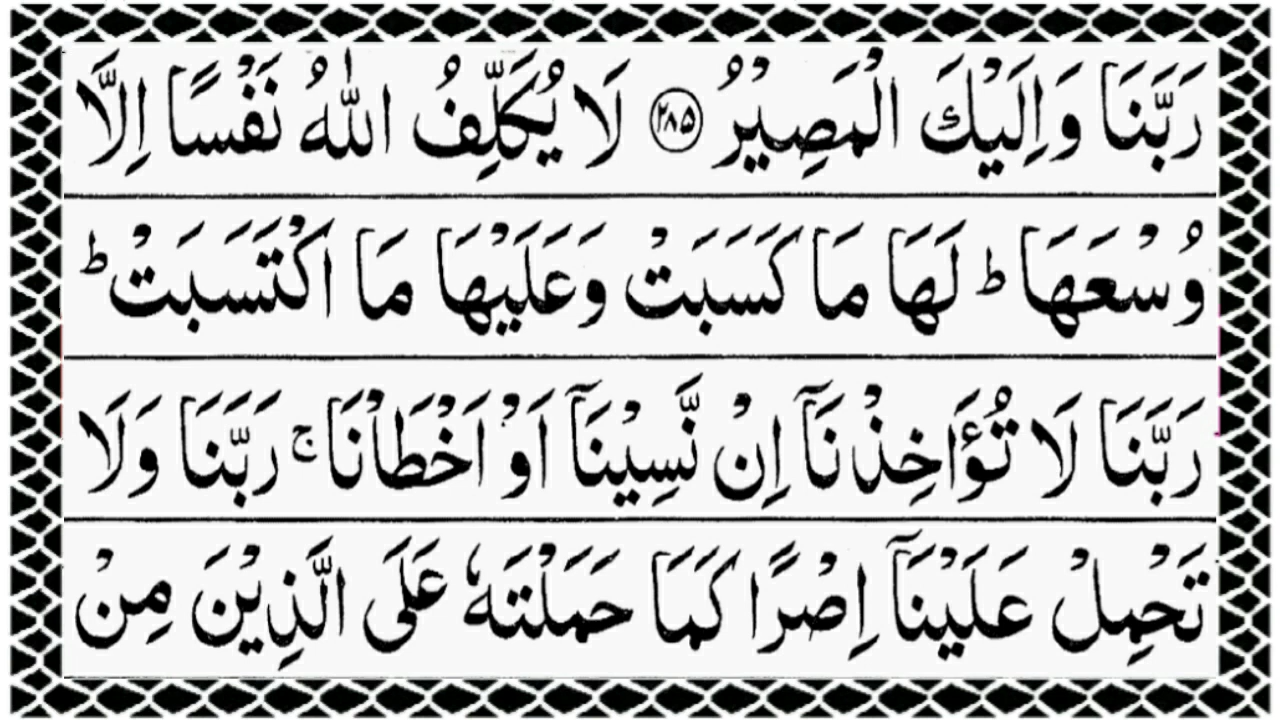 رَبَّنَا وَاِلَيْكَ الْمَصِيْرُ ﴿۲۸۵﴾ لَا يُكَلِّفُ اللّٰهُ نَفْسًا اِلَّا
وُسْعَهَا ؕ لَهَا مَا كَسَبَتْ وَعَلَيْهَا مَا اكْتَسَبَتْ ؕ
رَبَّنَا لَا تُؤَاخِذْنَاۤ اِنْ نَّسِيْنَاۤ اَوْ اَخْطَاْنَا ۚ رَبَّنَا وَلَا
تَحْمِلْ عَلَيْنَاۤ اِصْرًا كَمَا حَمَلْتَهٗ عَلَى الَّذِيْنَ مِنْ